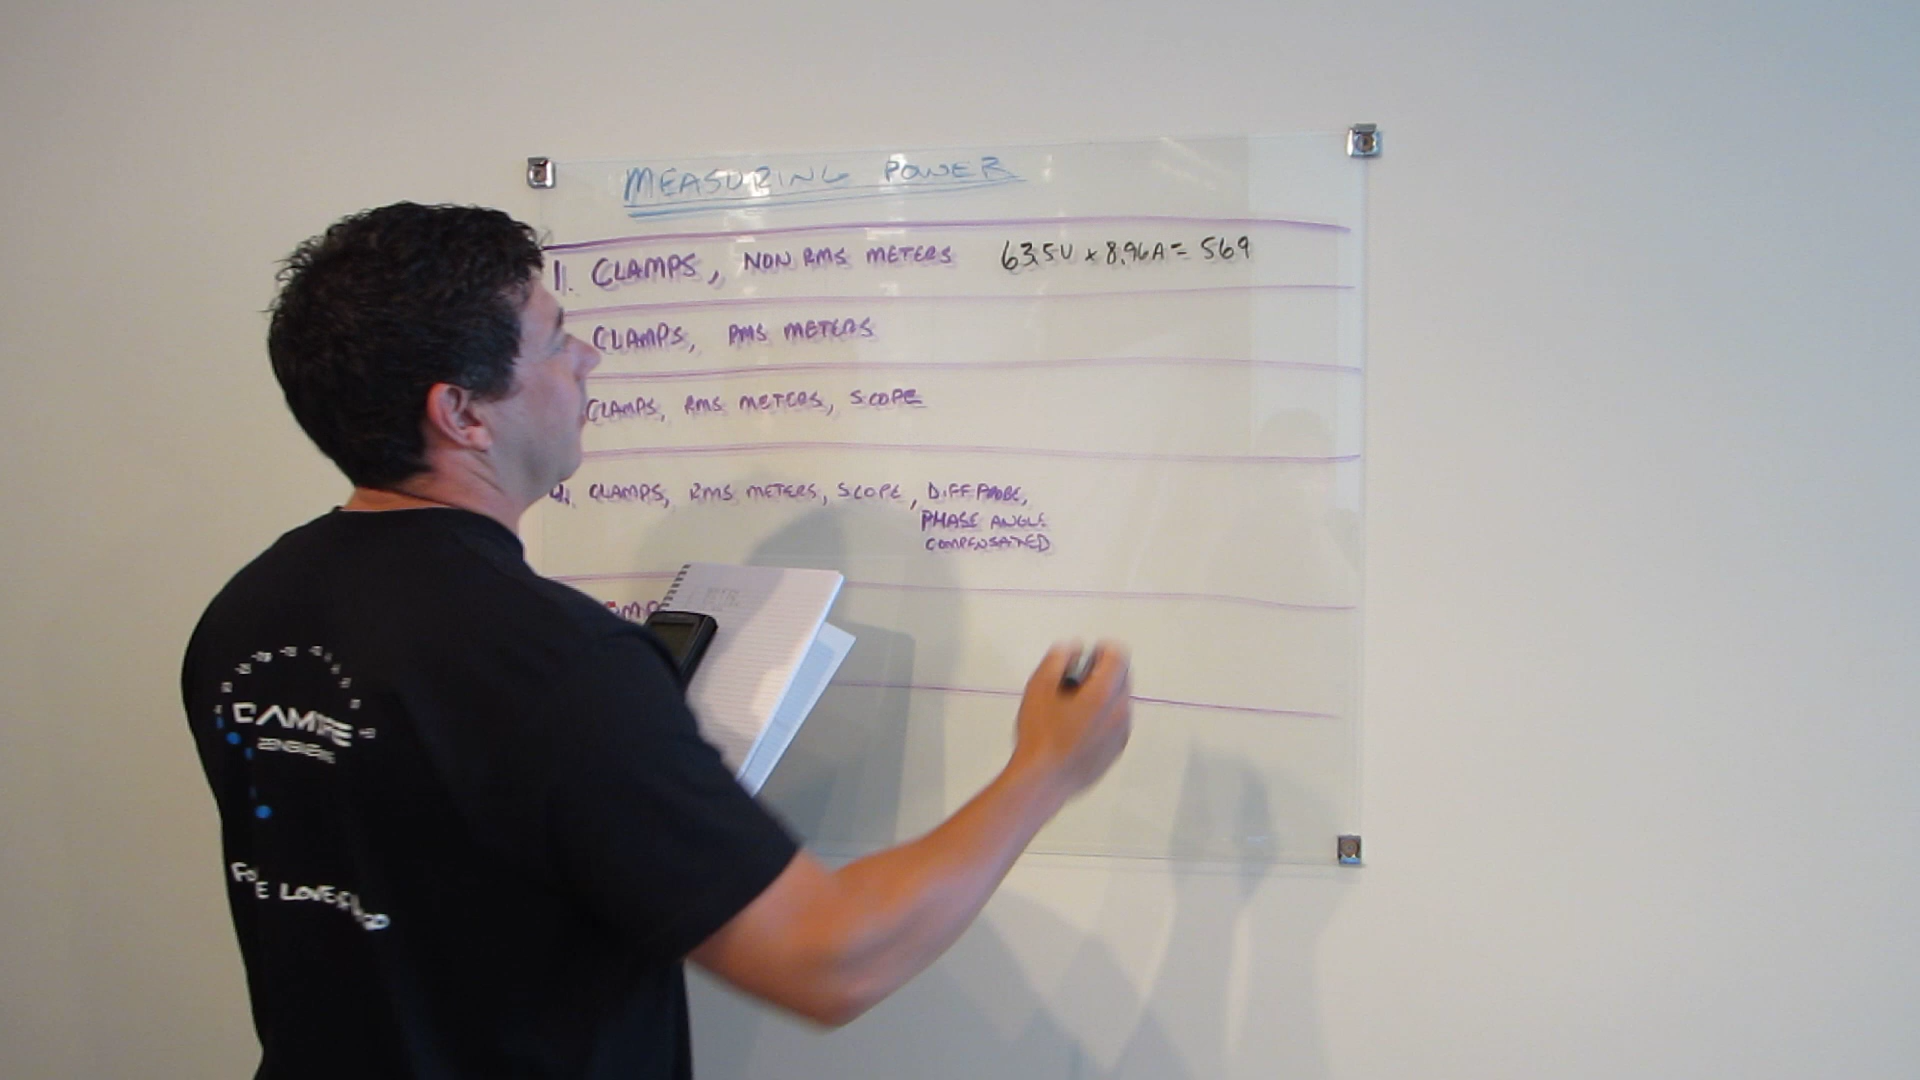 MEASURING POWER
1. CLAMPS, NON RMS METERS 63.5V x 8.96A = 569
CLAMPS, RMS METERS
CLAMPS, RMS METERS, SCOPE
4. CLAMPS, RMS METERS, SCOPE, DIFF PROBE,
PHASE ANGLE
COMPENSATED